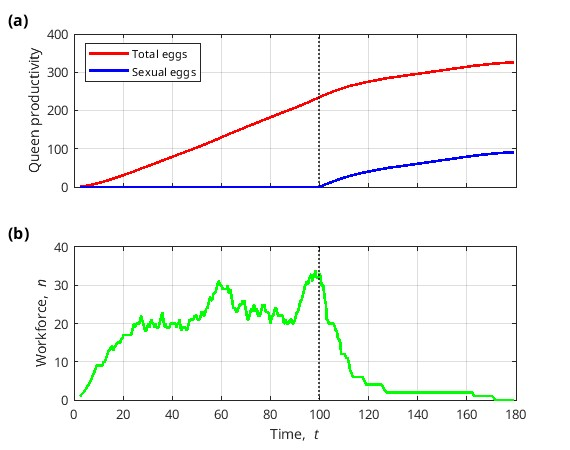 (a)
400
300
200
100
0
Queen productivity
Total eggs
Sexual eggs
(b)
40
30
20
10
0
Workforce, n
0 20 40 60 80 100 120 140 160 180
Time, t